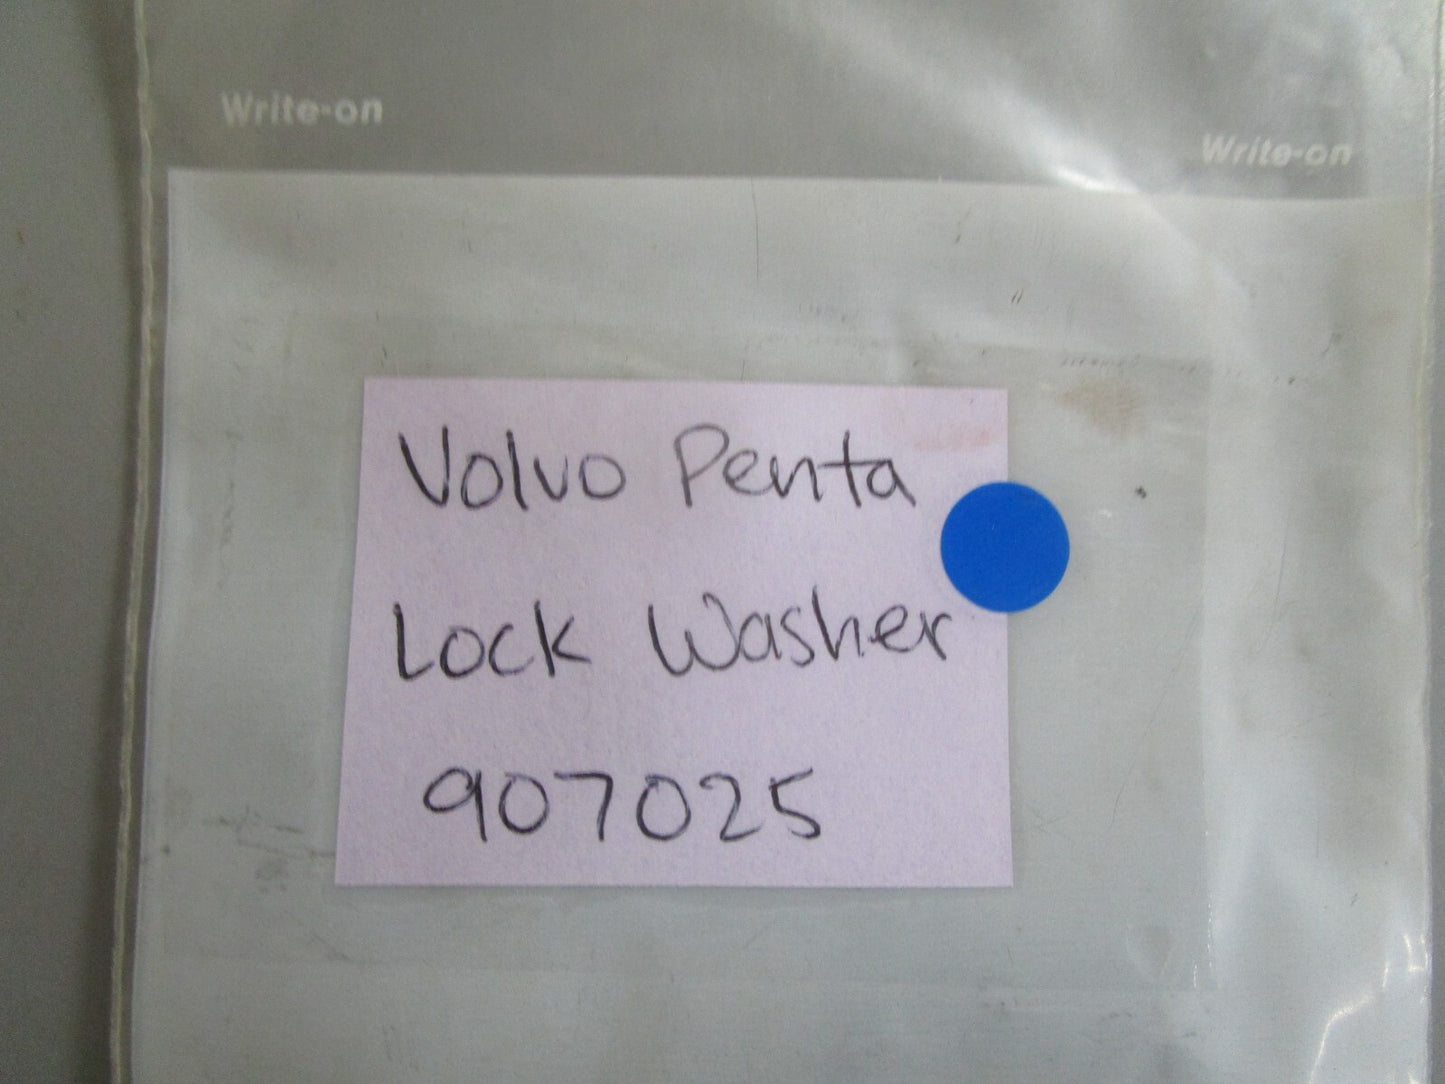 Write-on
Write-on
Volvo Penta
Lock Washer
907025